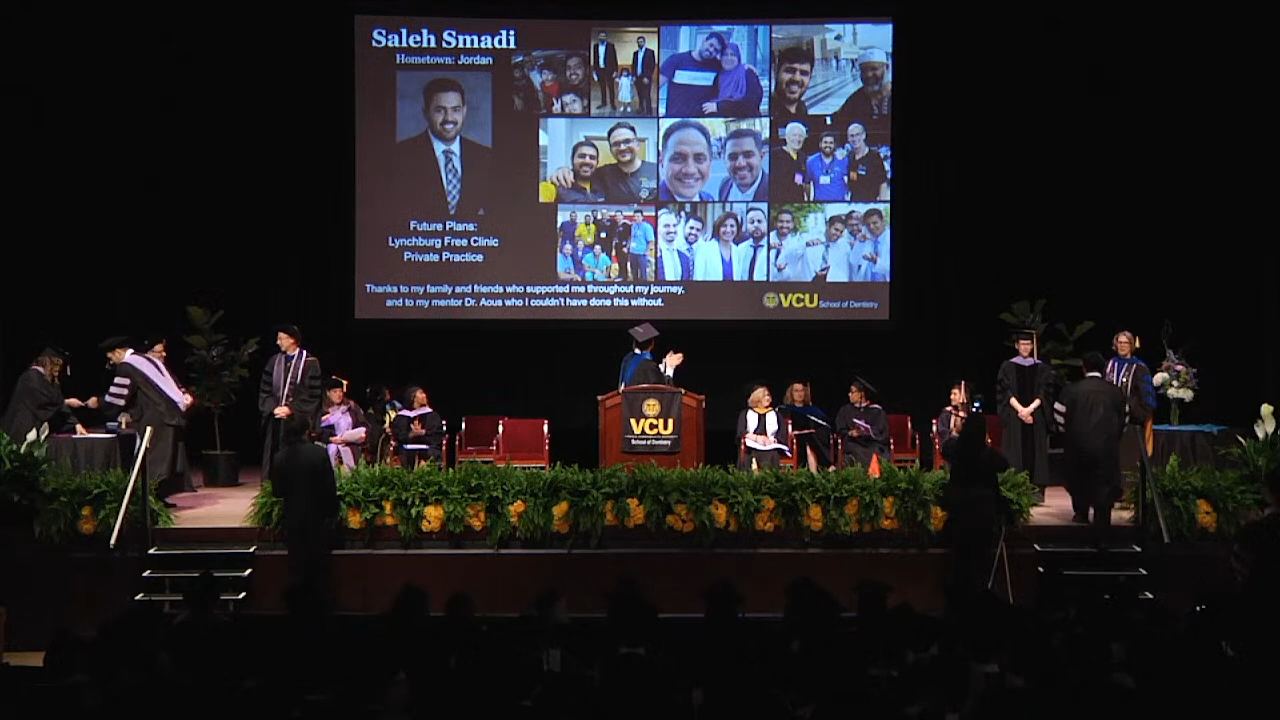 Saleh Smadi
Hometown: Jordan
Future Plans:
Lynchburg Free Clinic
Private Practice
Thanks to my family and friends who supported me throughout my journey,
and to my mentor Dr. Aous who I couldn't have done this without.
VCU School of Dentistry
VCU
School of Dentistry